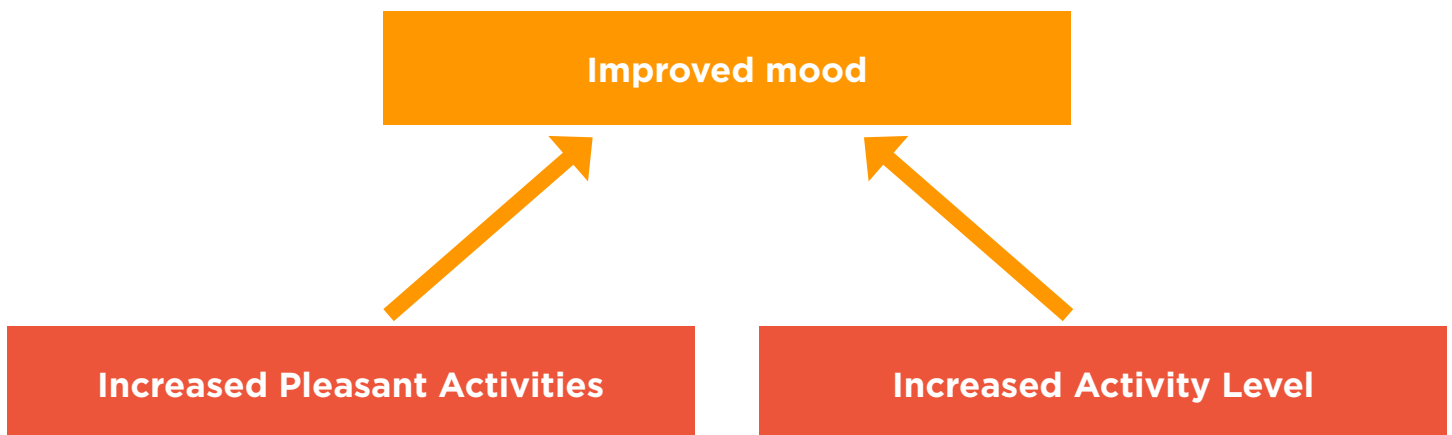 Improved mood
Increased Pleasant Activities
Increased Activity Level